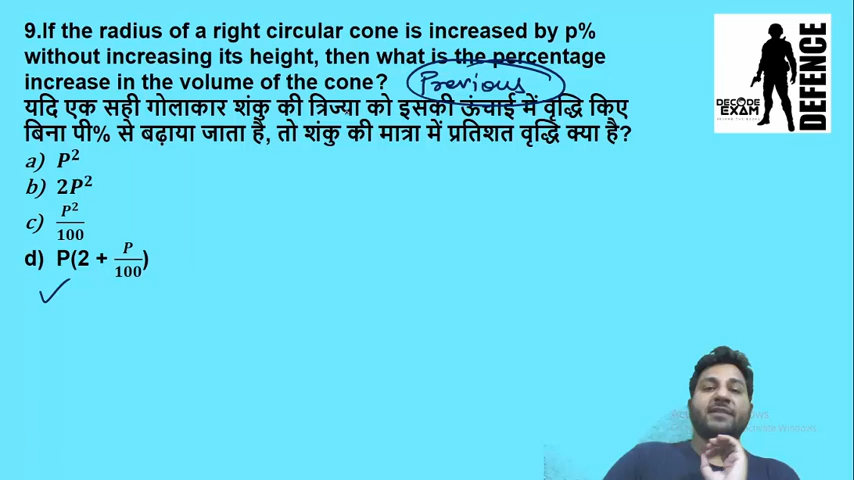 9.If the radius of a right circular cone is increased by p%
without increasing its height, then what is the percentage
increase in the volume of the cone? Previous
यदि एक सही गोलाकार शंकु की त्रिज्या को इसकी ऊंचाई में वृद्धि किए
बिना पी% से बढ़ाया जाता है, तो शंकु की मात्रा में प्रतिशत वृद्धि क्या है?
a) P²
b) 2P²
c) P²/100
d) P(2 + P/100)
DECODE
EXAM
DEFENCE